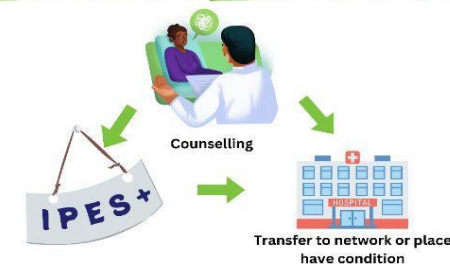 Counselling
IPES+
HOSPITAL
Transfer to network or place
have condition